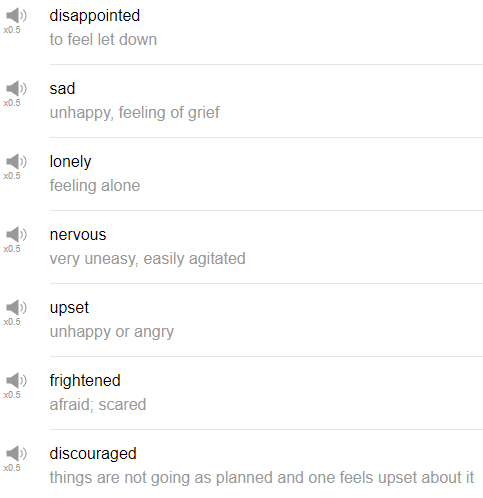 disappointed
x0.5
to feel let down
sad
x0.5
unhappy, feeling of grief
lonely
x0.5
feeling alone
nervous
x0.5
very uneasy, easily agitated
upset
x0.5
unhappy or angry
frightened
x0.5
afraid; scared
discouraged
x0.5
things are not going as planned and one feels upset about it